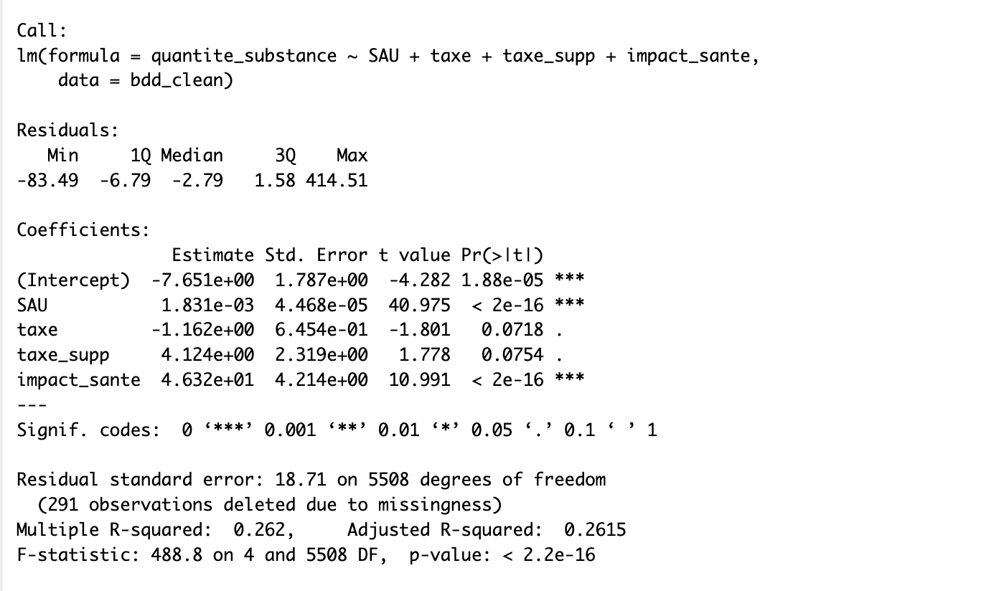 Call:
lm(formula = quantite_substance ~ SAU + taxe + taxe_supp + impact_sante,
    data = bdd_clean)

Residuals:
   Min     1Q Median     3Q    Max
-83.49  -6.79  -2.79   1.58 414.51

Coefficients:
               Estimate Std. Error t value Pr(>|t|)
(Intercept)  -7.651e+00  1.787e+00  -4.282 1.88e-05 ***
SAU           1.831e-03  4.468e-05  40.975  < 2e-16 ***
taxe         -1.162e+00  6.454e-01  -1.801   0.0718 .
taxe_supp     4.124e+00  2.319e+00   1.778   0.0754 .
impact_sante  4.632e+01  4.214e+00  10.991  < 2e-16 ***
---
Signif. codes:  0 ‘***’ 0.001 ‘**’ 0.01 ‘*’ 0.05 ‘.’ 0.1 ‘ ’ 1

Residual standard error: 18.71 on 5508 degrees of freedom
  (291 observations deleted due to missingness)
Multiple R-squared:  0.262,	Adjusted R-squared:  0.2615
F-statistic: 488.8 on 4 and 5508 DF,  p-value: < 2.2e-16